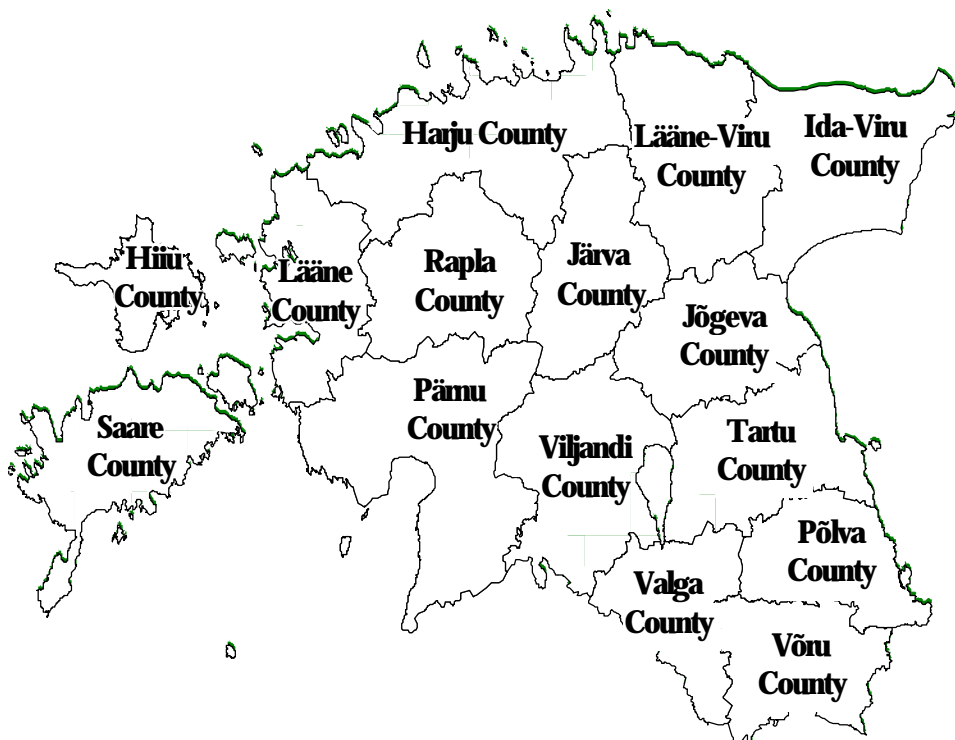 Harju County
Lääne-Viru
County
Ida-Viru
County
Hiiu
County
Lääne
County
Rapla
County
Järva
County
Jõgeva
County
Saare
County
Pärnu
County
Viljandi
County
Tartu
County
Põlva
County
Valga
County
Võru
County